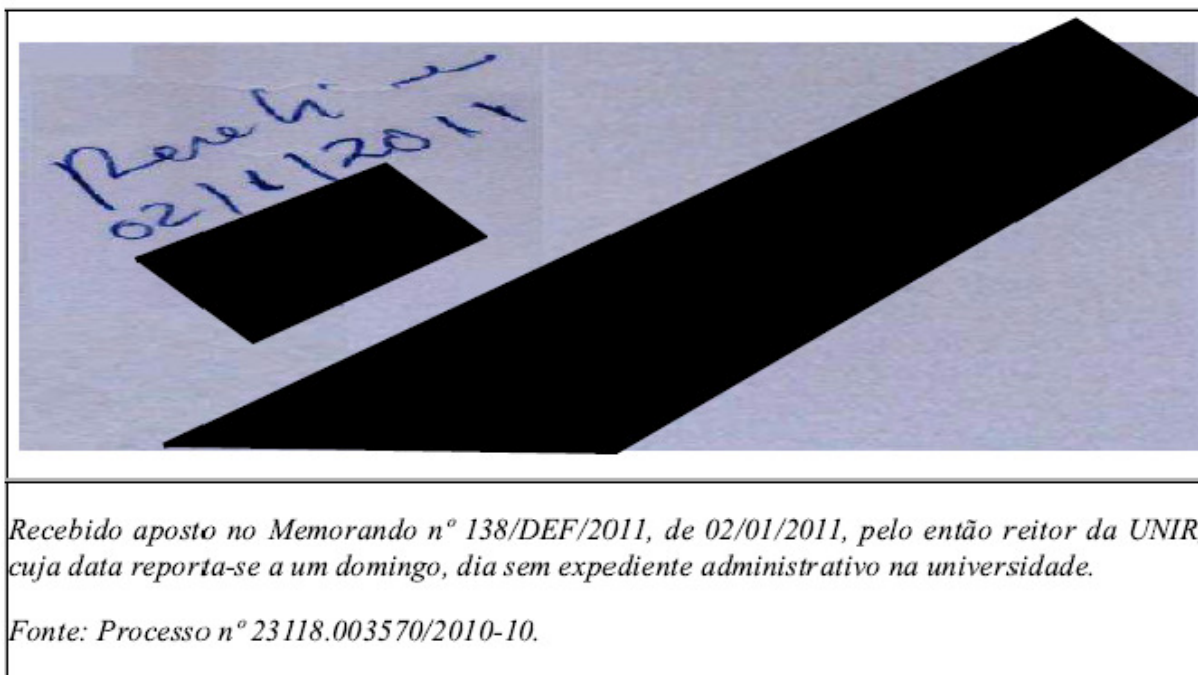 Recebi
02/1/2011
Recebido aposto no Memorando nº 138/DEF/2011, de 02/01/2011, pelo então reitor da UNIR
cuja data reporta-se a um domingo, dia sem expediente administrativo na universidade.
Fonte: Processo nº 23118.003570/2010-10.